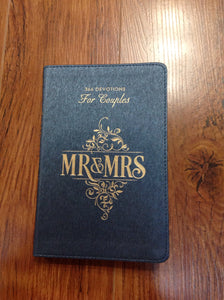 366 DEVOTIONS
For Couples
MR & MRS